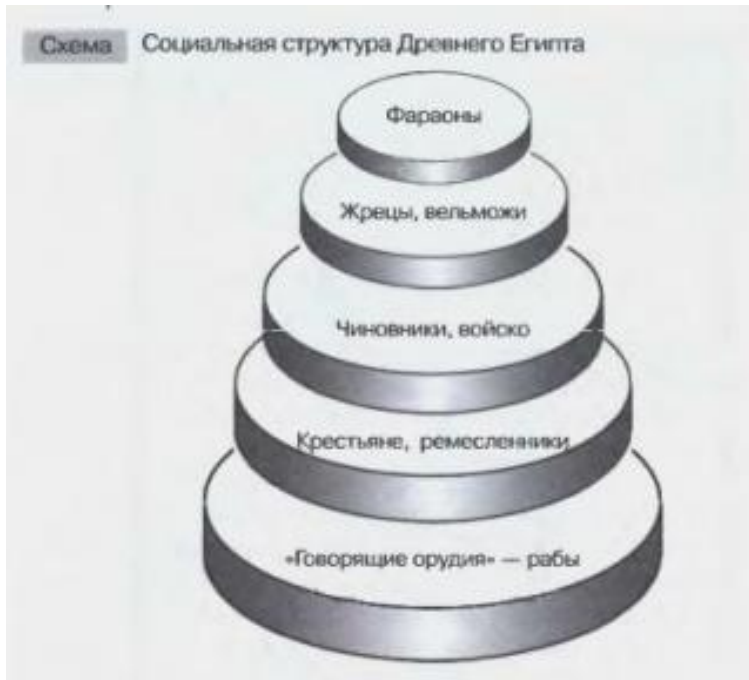 Схема Социальная структура Древнего Египта
Фараоны
Жрецы, вельможи
Чиновники, войско
Крестьяне, ремесленники
«Говорящие орудия» — рабы